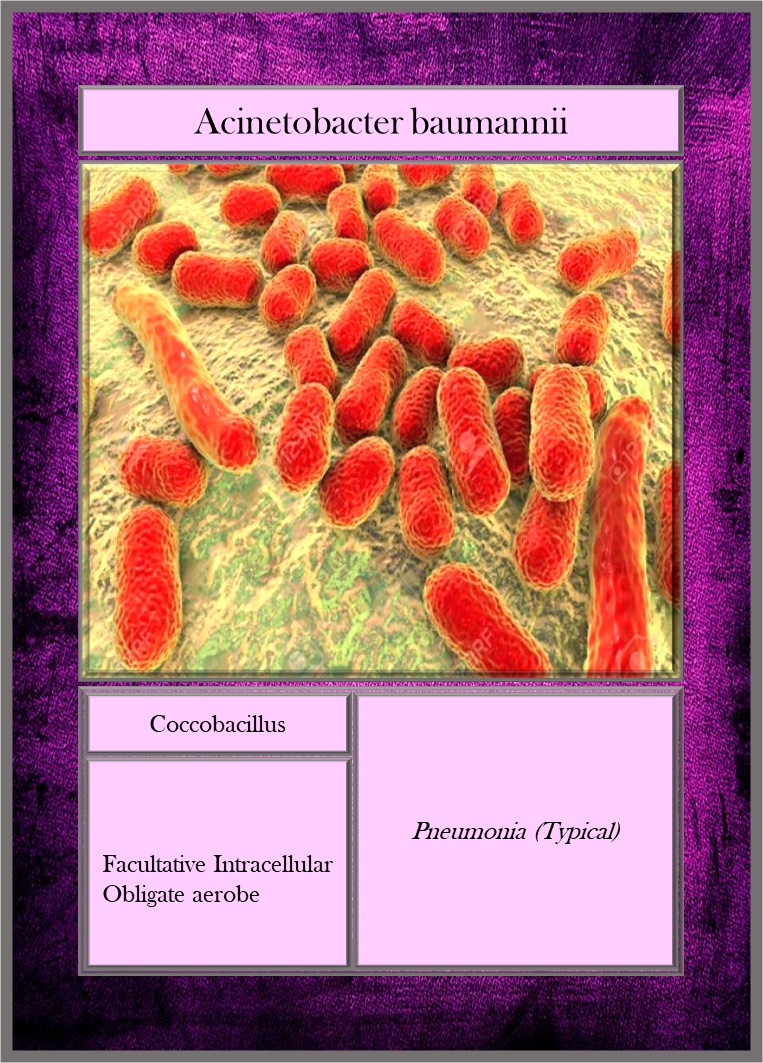 Acinetobacter baumannii
Coccobacillus
Facultative Intracellular
Obligate aerobe
Pneumonia (Typical)